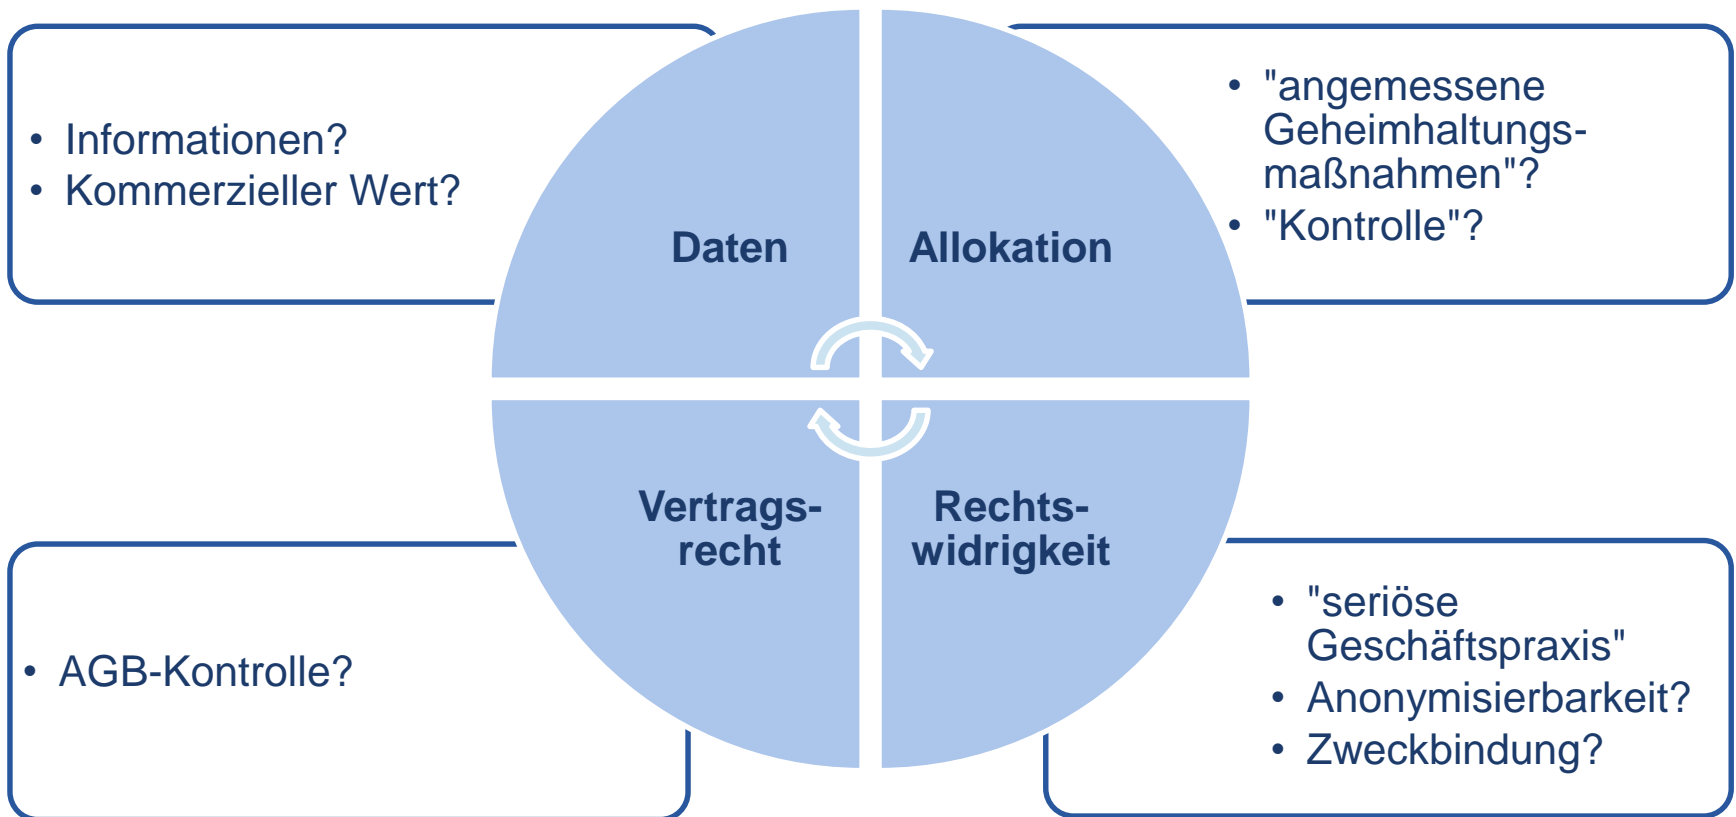 • Informationen?
• Kommerzieller Wert?
Daten
Allokation
• "angemessene
Geheimhaltungs-
maßnahmen"?
• "Kontrolle"?
• AGB-Kontrolle?
Vertrags-
recht
Rechts-
widrigkeit
• "seriöse
Geschäftspraxis"
• Anonymisierbarkeit?
• Zweckbindung?